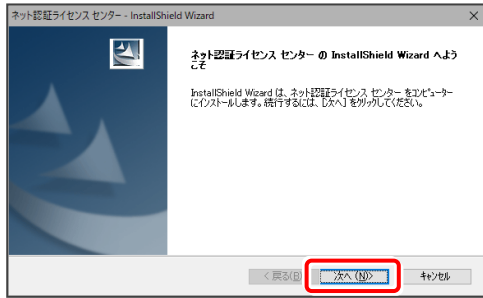 ネット認証ライセンス センター - InstallShield Wizard
ネット認証ライセンス センター の InstallShield Wizard へよう
こそ
InstallShield Wizard は、ネット認証ライセンス センター をコンピューター
にインストールします。続行するには、[次へ] をクリックしてください。
< 戻る(B)
次へ (N)>
キャンセル